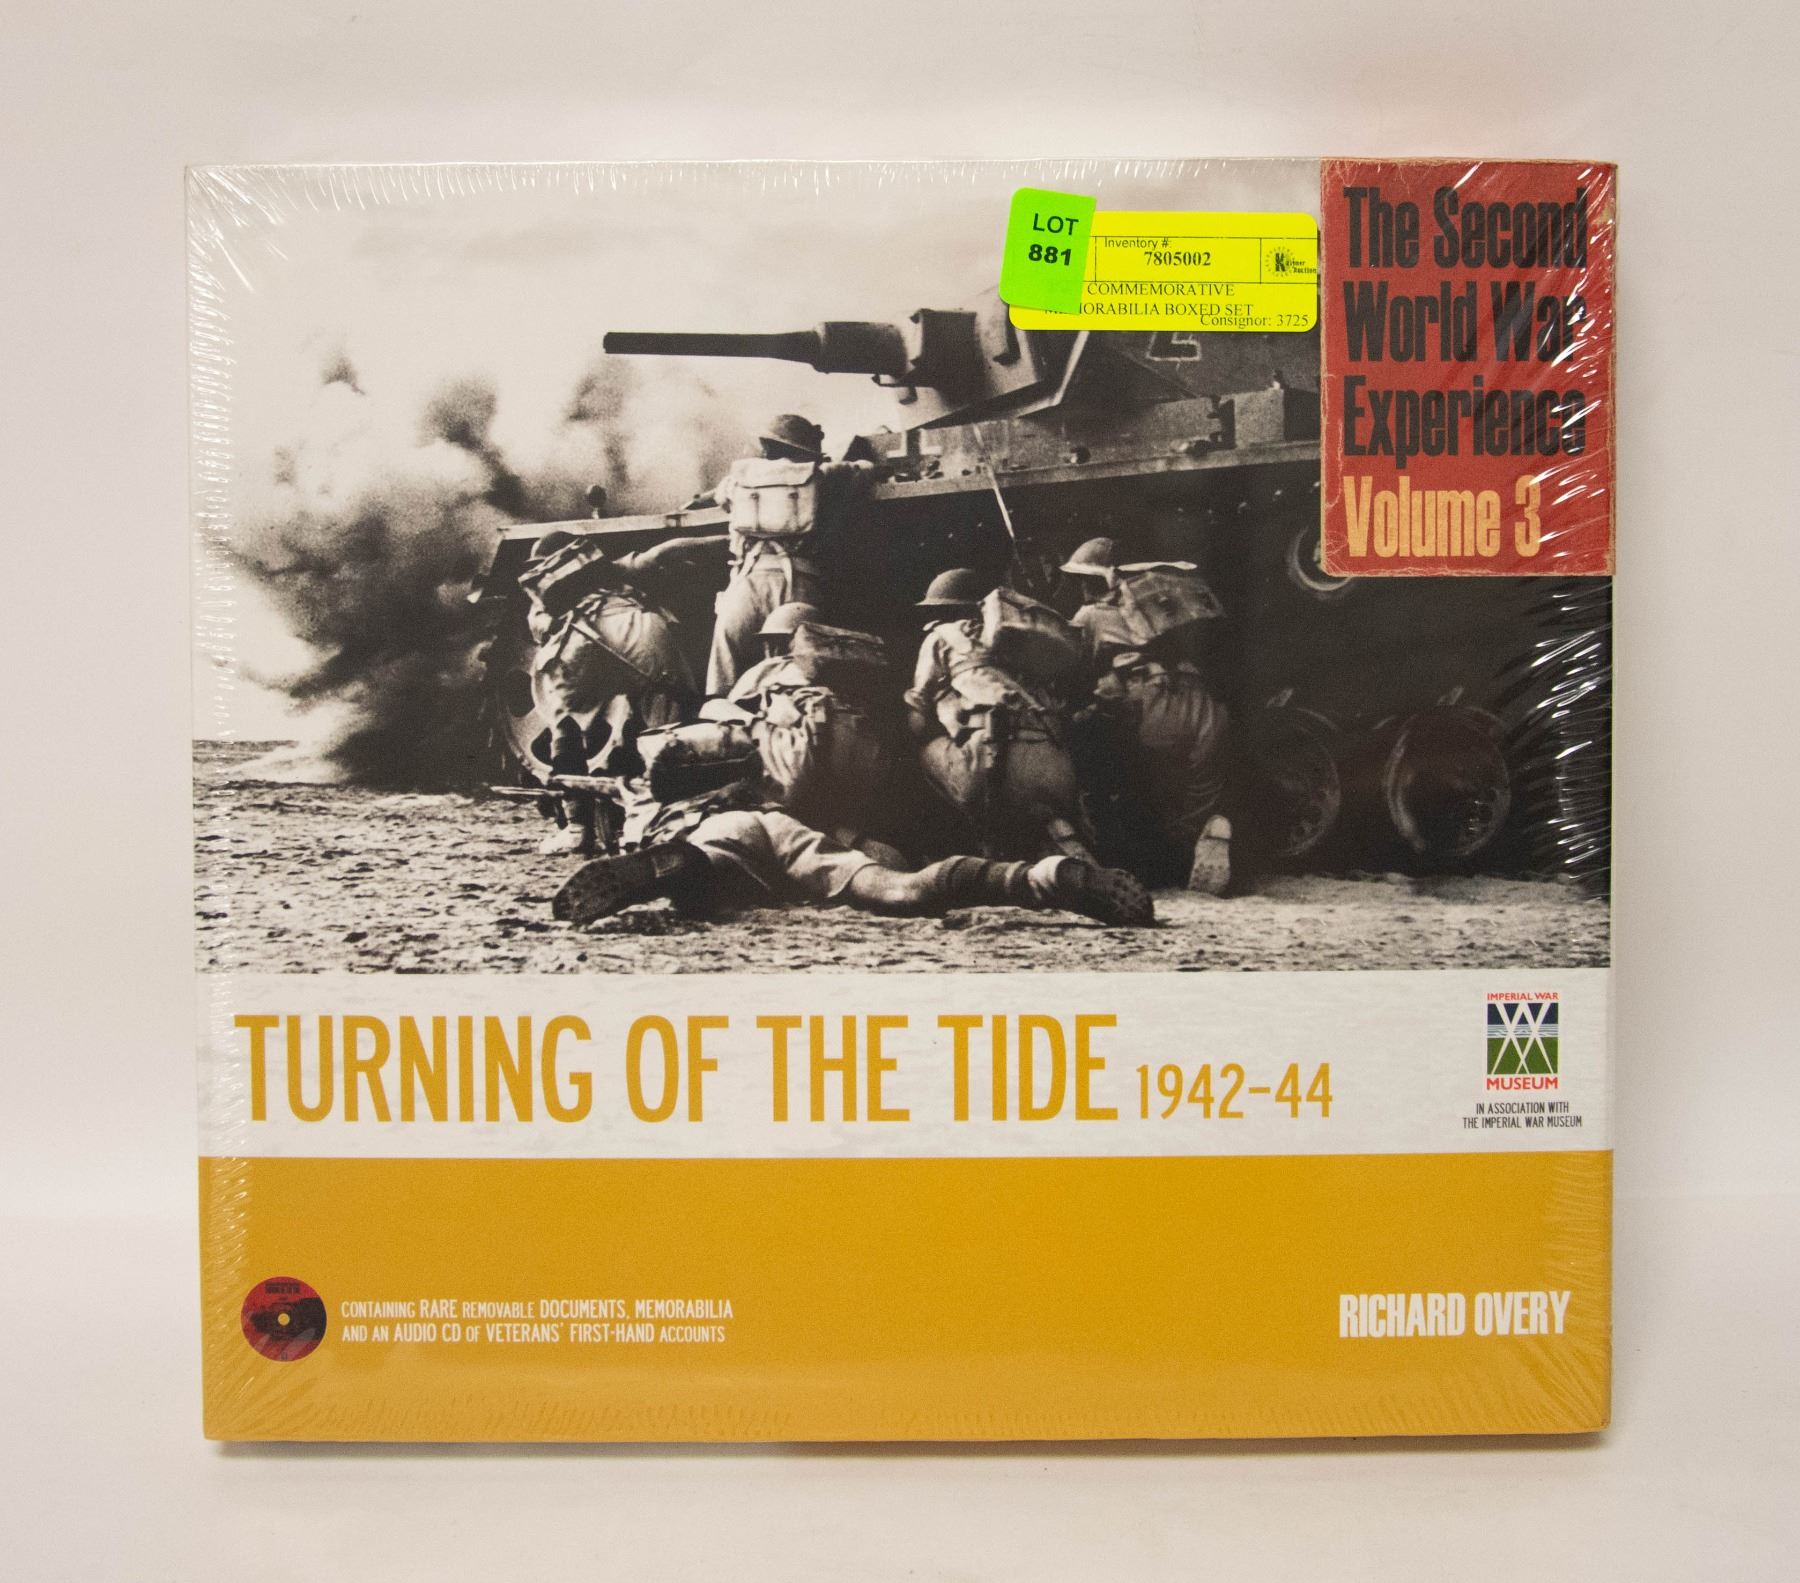 The Second
World War
Experience
Volume 3
LOT
881
Inventory #:
7805002
Kastner
Auction
COMMEMORATIVE
MEMORABILIA BOXED SET
Consignor: 3725
TURNING OF THE TIDE 1942-44
IMPERIAL WAR
MUSEUM
IN ASSOCIATION WITH
THE IMPERIAL WAR MUSEUM
CONTAINING RARE REMOVABLE DOCUMENTS, MEMORABILIA
AND AN AUDIO CD OF VETERANS' FIRST-HAND ACCOUNTS
RICHARD OVERY